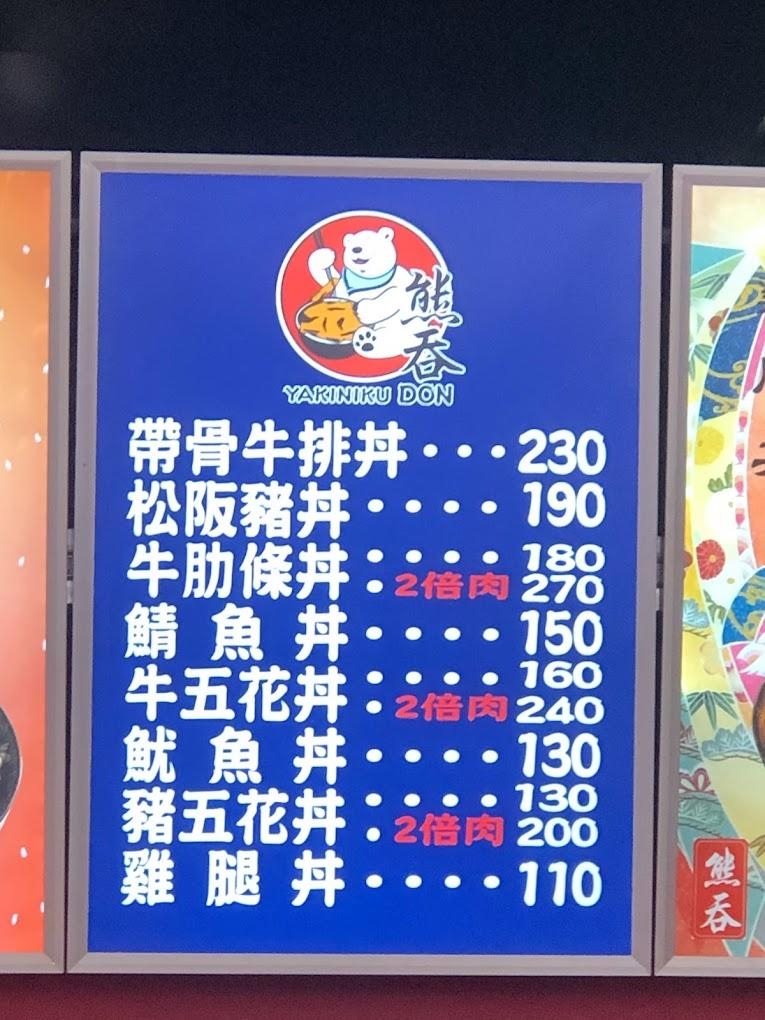 熊吞
YAKINIKU DON
帶骨牛排丼···230
松阪豬丼····190
牛肋條丼····180
·2倍肉 270
鯖魚丼····150
牛五花丼····160
·2倍肉 240
魷魚丼····130
豬五花丼····130
·2倍肉 200
雞腿丼····110
熊吞